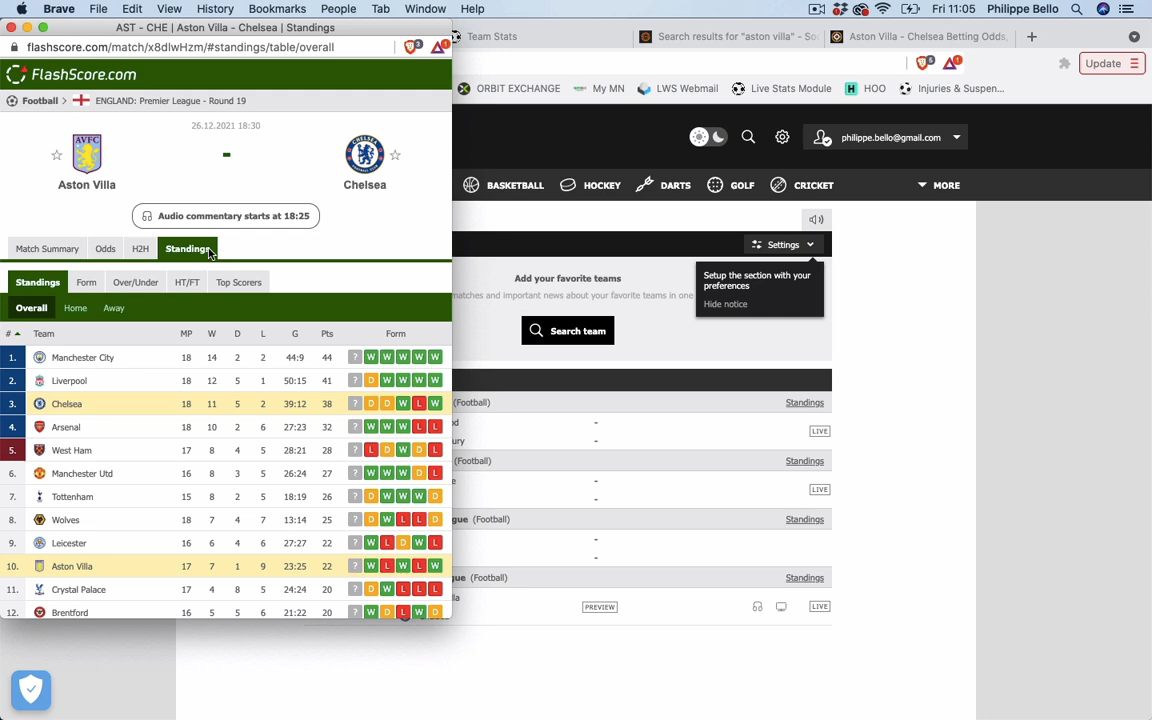 Brave File Edit View History Bookmarks People Tab Window Help Fri 11:05 Philippe Bello
AST - CHE | Aston Villa - Chelsea | Standings
flashscore.com/match/x8dlwHzm/#standings/table/overall
Team Stats Search results for "aston villa" - So Aston Villa - Chelsea Betting Odds,
Update
ORBIT EXCHANGE My MN LWS Webmail Live Stats Module HOO Injuries & Suspen...
FlashScore.com
Football > ENGLAND: Premier League - Round 19
26.12.2021 18:30
-
Aston Villa Chelsea
Audio commentary starts at 18:25
Match Summary Odds H2H Standings
Standings Form Over/Under HT/FT Top Scorers
Overall Home Away
# Team MP W D L G Pts Form
1. Manchester City 18 14 2 2 44:9 44 ? W W W W W
2. Liverpool 18 12 5 1 50:15 41 ? D W W W W
3. Chelsea 18 11 5 2 39:12 38 ? D D W L W
4. Arsenal 18 10 2 6 27:23 32 ? W W W L L
5. West Ham 17 8 4 5 28:21 28 ? L D W D L
6. Manchester Utd 16 8 3 5 26:24 27 ? W W W D L
7. Tottenham 15 8 2 5 18:19 26 ? D W W W D
8. Wolves 18 7 4 7 13:14 25 ? D W L L D
9. Leicester 16 6 4 6 27:27 22 ? W L D W L
10. Aston Villa 17 7 1 9 23:25 22 ? W L W L W
11. Crystal Palace 17 4 8 5 24:24 20 ? D W L L L
12. Brentford 16 5 5 6 21:22 20 ? W D L W D
philippe.bello@gmail.com
BASKETBALL HOCKEY DARTS GOLF CRICKET MORE
Settings
Setup the section with your
preferences
Hide notice
Add your favorite teams
matches and important news about your favorite teams in one
Search team
(Football) Standings
-
LIVE
ury -
(Football) Standings
-
LIVE
-
gue (Football) Standings
-
-
gue (Football) Standings
la PREVIEW LIVE